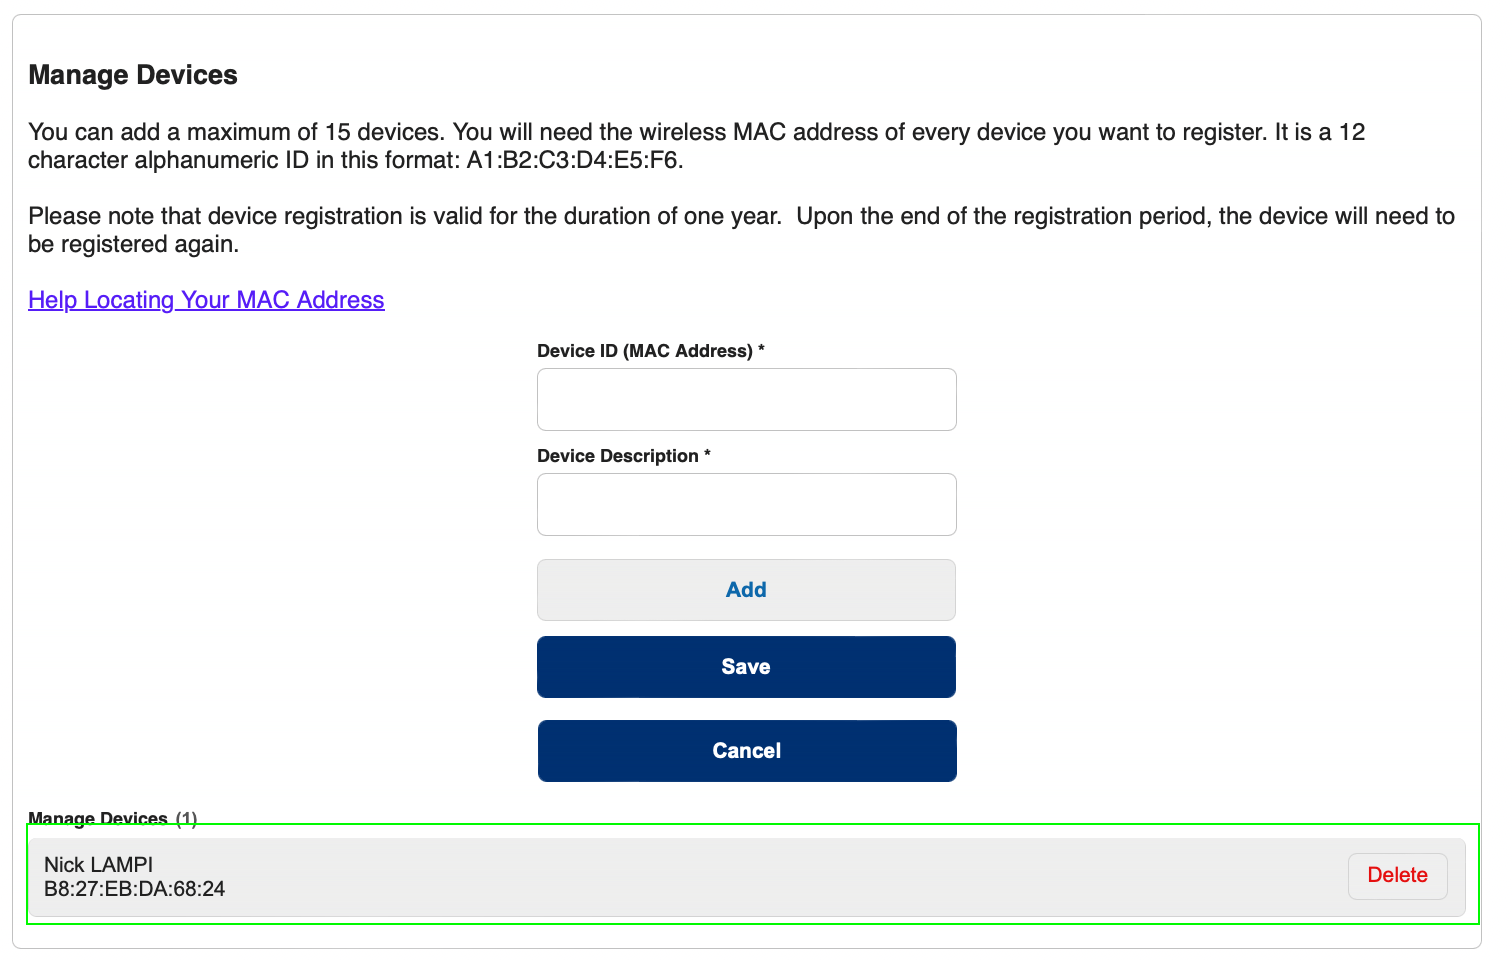 Manage Devices
You can add a maximum of 15 devices. You will need the wireless MAC address of every device you want to register. It is a 12
character alphanumeric ID in this format: A1:B2:C3:D4:E5:F6.
Please note that device registration is valid for the duration of one year.  Upon the end of the registration period, the device will need to
be registered again.
Help Locating Your MAC Address
Device ID (MAC Address) *
Device Description *
Add
Save
Cancel
Manage Devices (1)
Nick LAMPI
B8:27:EB:DA:68:24
Delete